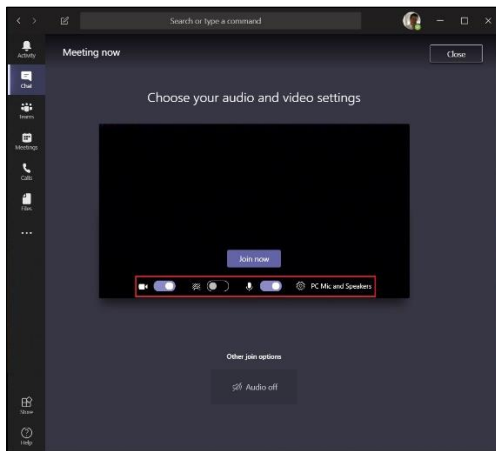 Search or type a command
Activity
Chat
Teams
Meetings
Calls
Files
Store
Help
Meeting now
Close
Choose your audio and video settings
Join now
PC Mic and Speakers
Other join options
Audio off